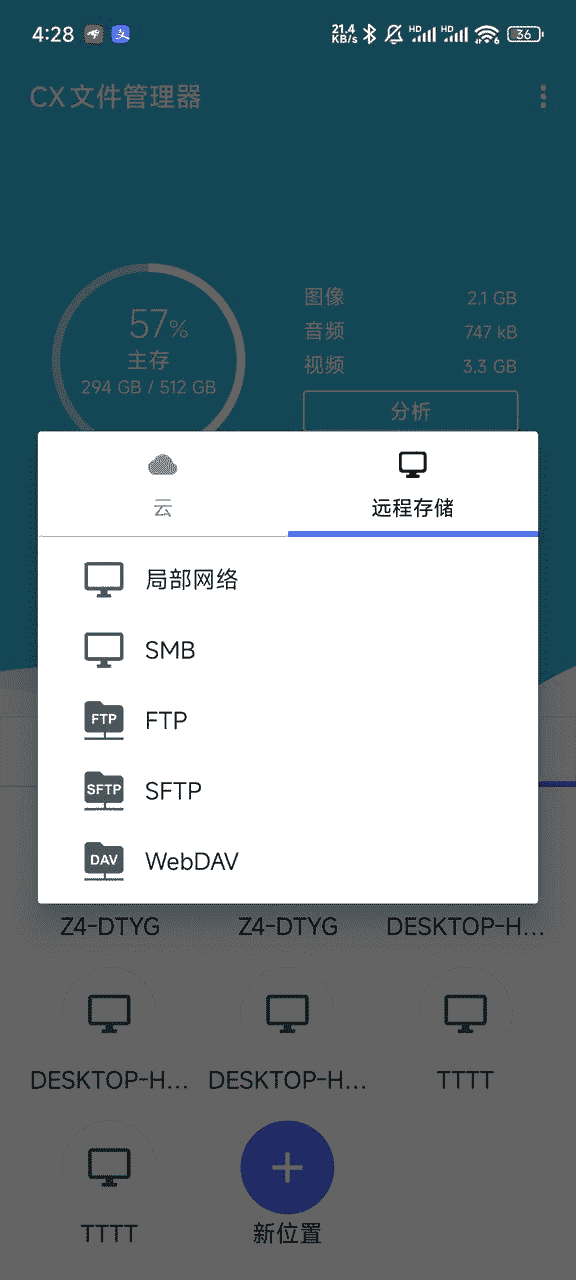 4:28
21.4 KB/s HD HD 6 36
CX 文件管理器
57%
主存
294 GB / 512 GB
图像 2.1 GB
音频 747 kB
视频 3.3 GB
分析
云 远程存储
局部网络
SMB
FTP FTP
SFTP SFTP
DAV WebDAV
Z4-DTYG Z4-DTYG DESKTOP-H...
DESKTOP-H... DESKTOP-H... TTTT
TTTT 新位置